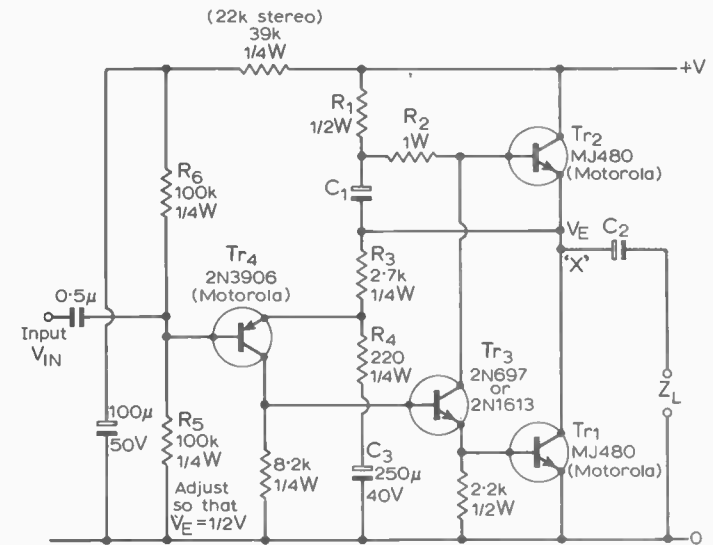 (22k stereo)
39k
1/4W
+V
R1
1/2W
R2
1W
Tr2
MJ480
(Motorola)
R6
100k
1/4W
C1
VE
C2
'X'
Tr4
2N3906
(Motorola)
R3
2·7k
1/4W
0·5µ
Input
VIN
R4
220
1/4W
Tr3
2N697
or
2N1613
ZL
100µ
50V
R5
100k
1/4W
Adjust
so that
VE=1/2V
8·2k
1/4W
C3
250µ
40V
2·2k
1/2W
Tr1
MJ480
(Motorola)
O